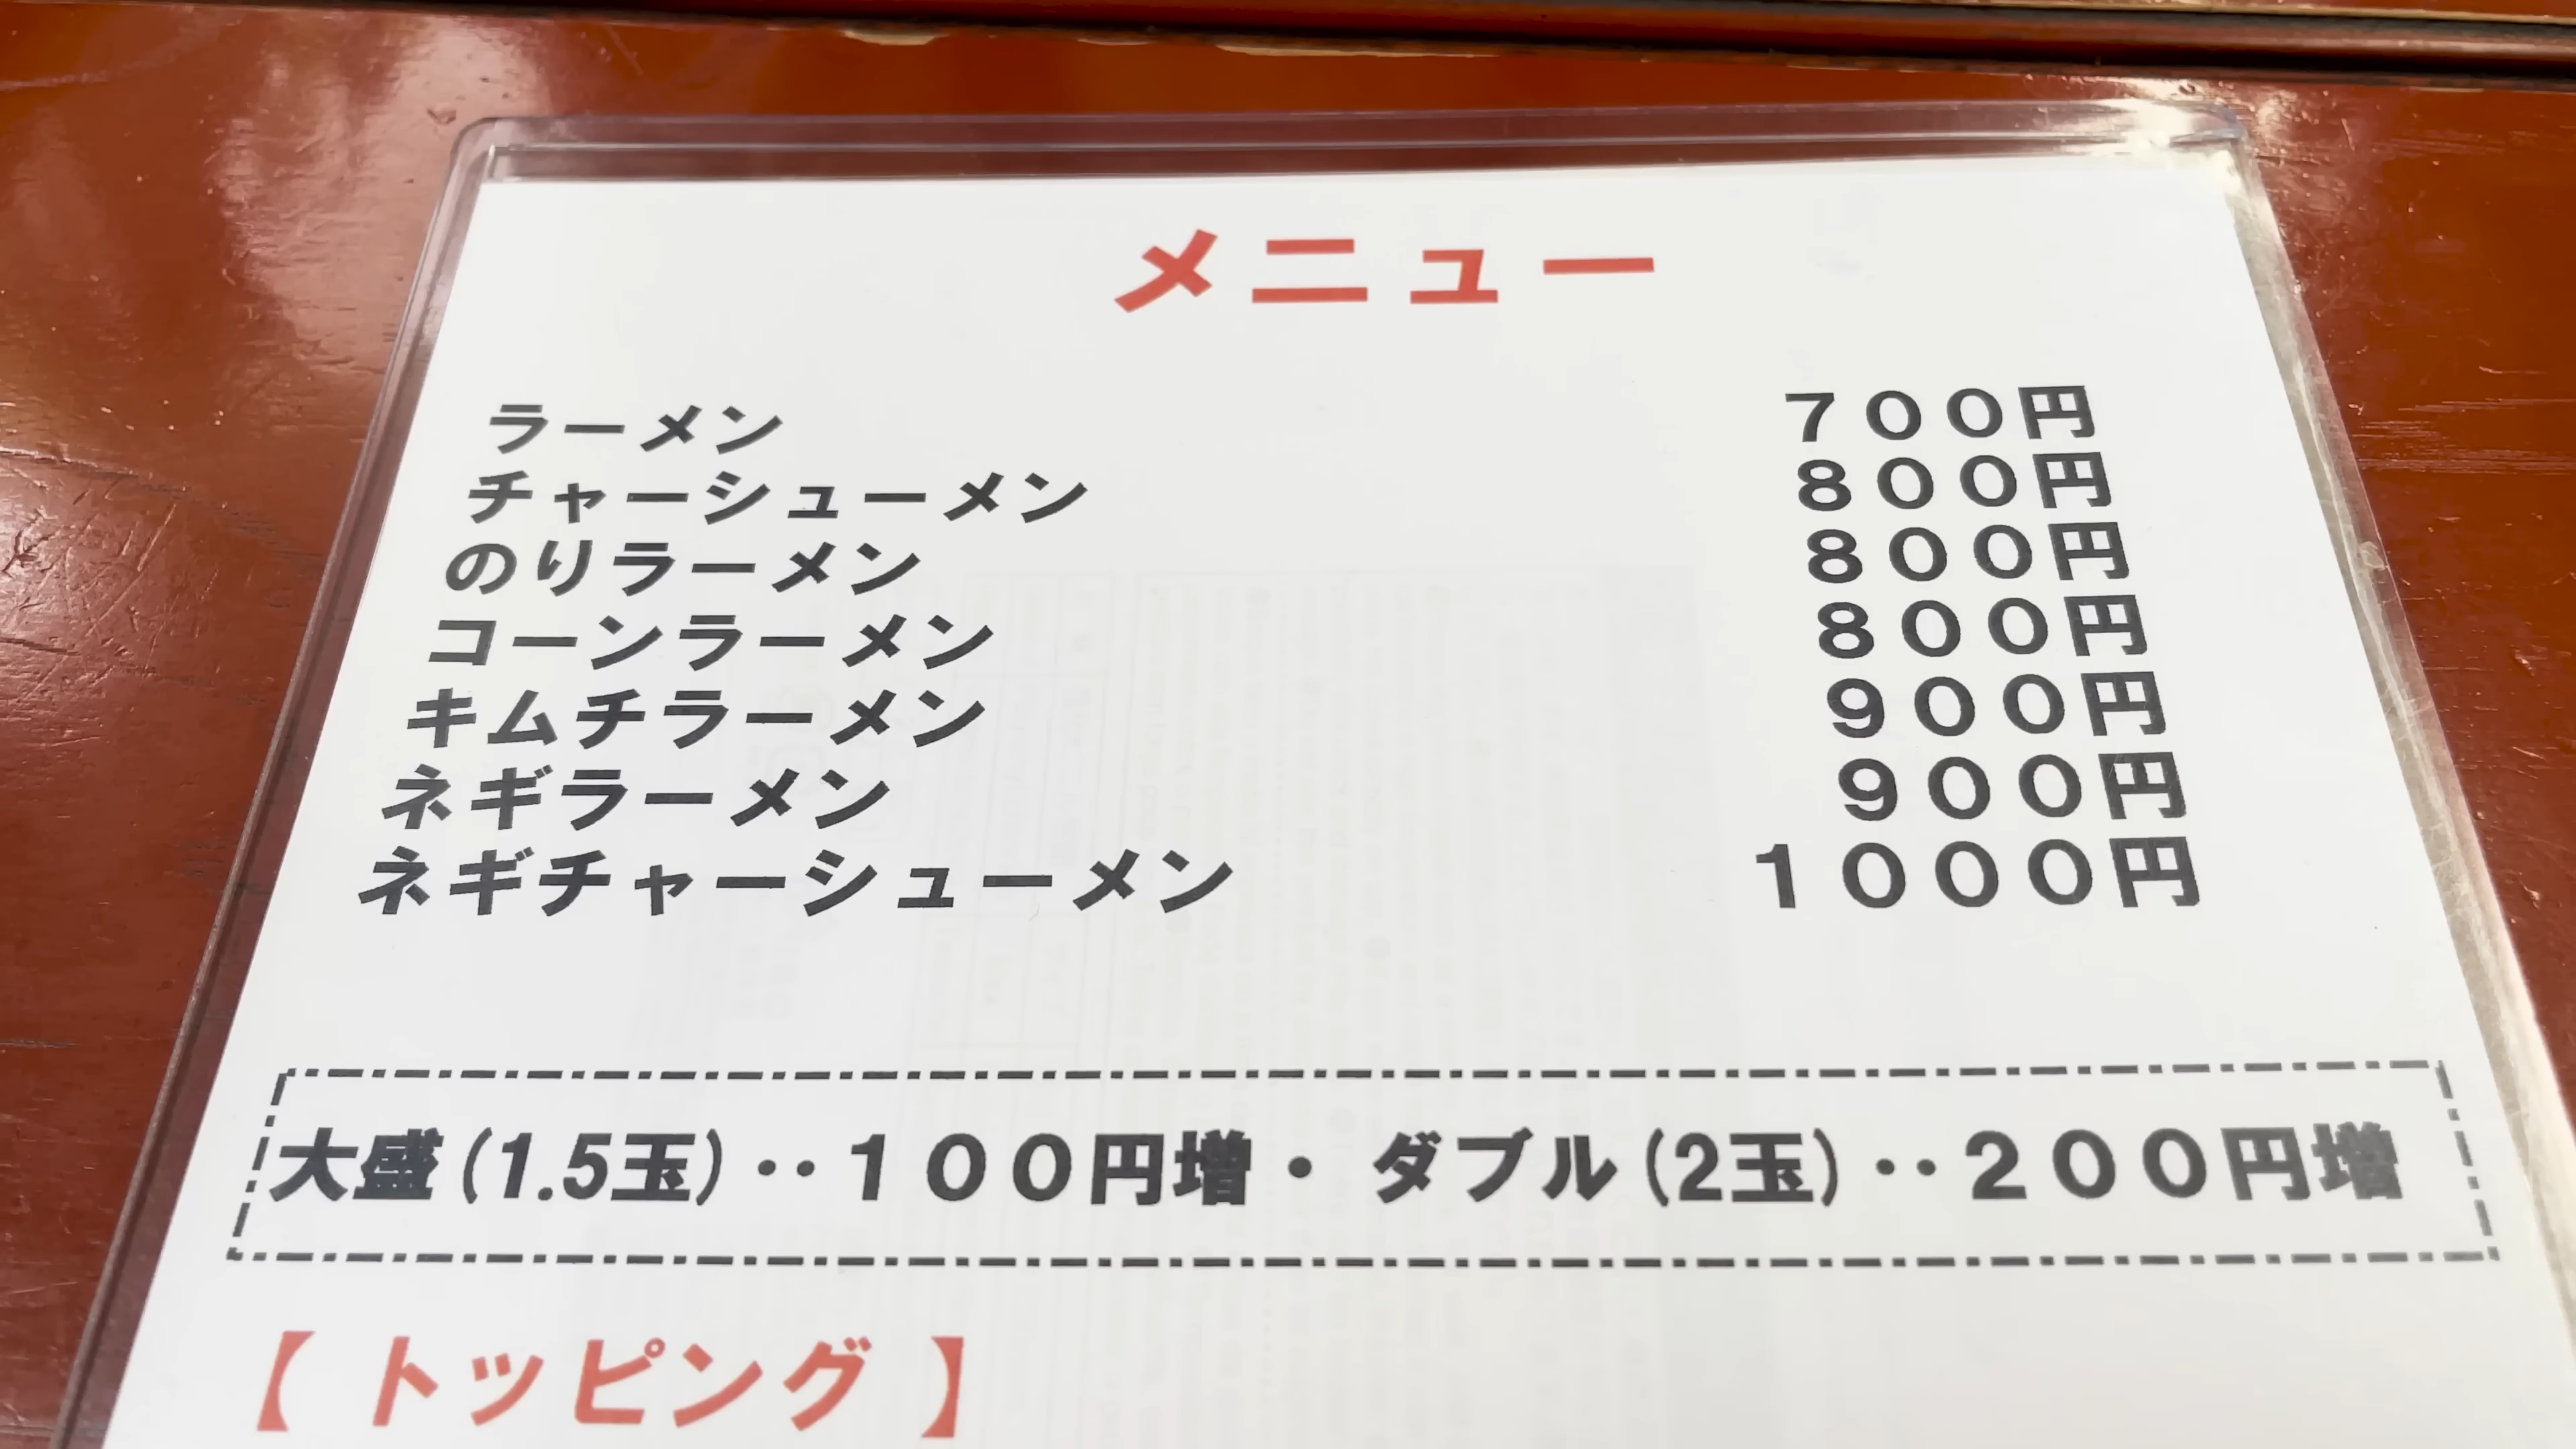 メニュー
ラーメン ７００円
チャーシューメン ８００円
のりラーメン ８００円
コーンラーメン ８００円
キムチラーメン ９００円
ネギラーメン ９００円
ネギチャーシューメン １０００円
大盛(1.5玉)‥１００円増・ダブル(2玉)‥２００円増
【トッピング】